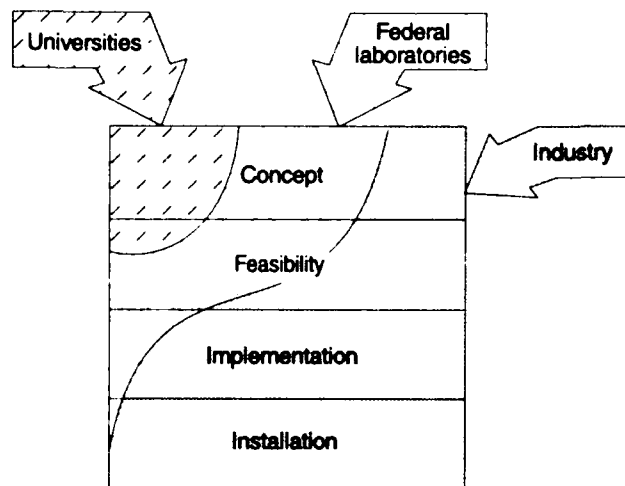 Universities
Federal
laboratories
Industry
Concept
Feasibility
Implementation
Installation